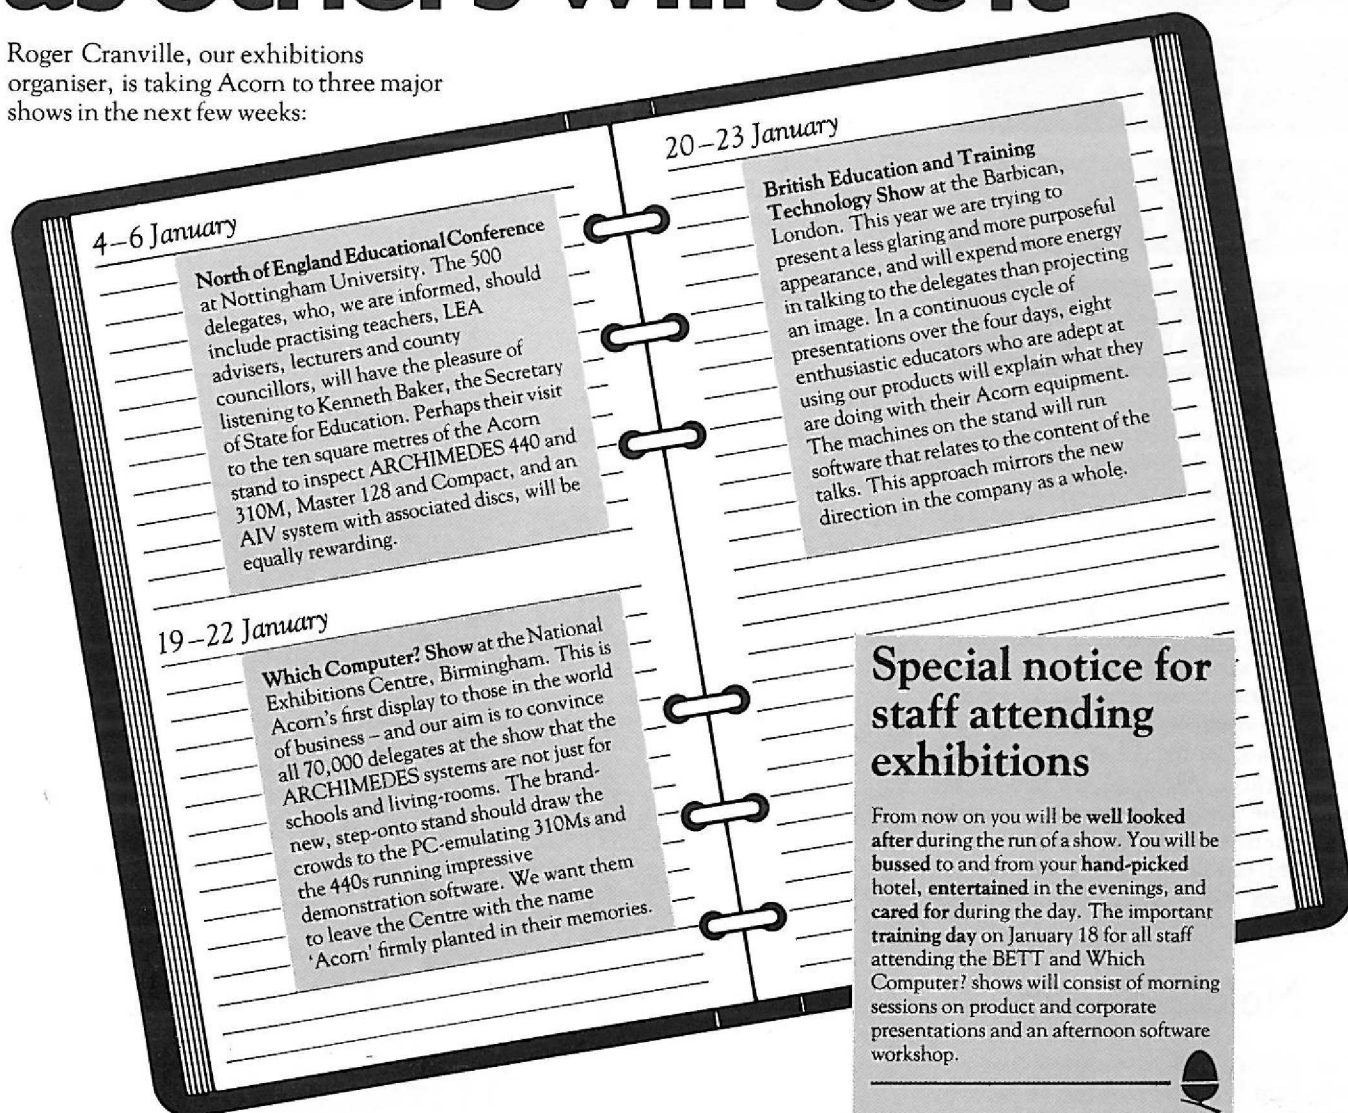 as others will see it
Roger Cranville, our exhibitions
organiser, is taking Acorn to three major
shows in the next few weeks:
4–6 January
North of England Educational Conference
at Nottingham University. The 500
delegates, who, we are informed, should
include practising teachers, LEA
advisers, lecturers and county
councillors, will have the pleasure of
listening to Kenneth Baker, the Secretary
of State for Education. Perhaps their visit
to the ten square metres of the Acorn
stand to inspect ARCHIMEDES 440 and
310M, Master 128 and Compact, and an
AIV system with associated discs, will be
equally rewarding.
19–22 January
Which Computer? Show at the National
Exhibitions Centre, Birmingham. This is
Acorn's first display to those in the world
of business – and our aim is to convince
all 70,000 delegates at the show that the
ARCHIMEDES systems are not just for
schools and living-rooms. The brand-
new, step-onto stand should draw the
crowds to the PC-emulating 310Ms and
the 440s running impressive
demonstration software. We want them
to leave the Centre with the name
'Acorn' firmly planted in their memories.
20–23 January
British Education and Training
Technology Show at the Barbican,
London. This year we are trying to
present a less glaring and more purposeful
appearance, and will expend more energy
in talking to the delegates than projecting
an image. In a continuous cycle of
presentations over the four days, eight
enthusiastic educators who are adept at
using our products will explain what they
are doing with their Acorn equipment.
The machines on the stand will run
software that relates to the content of the
talks. This approach mirrors the new
direction in the company as a whole.
Special notice for
staff attending
exhibitions
From now on you will be well looked
after during the run of a show. You will be
bussed to and from your hand-picked
hotel, entertained in the evenings, and
cared for during the day. The important
training day on January 18 for all staff
attending the BETT and Which
Computer? shows will consist of morning
sessions on product and corporate
presentations and an afternoon software
workshop.